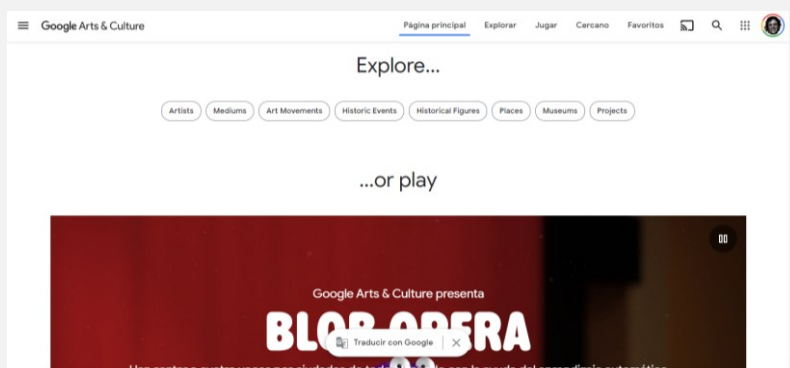 Google Arts & Culture
Página principal Explorar Jugar Cercano Favoritos
Explore...
Artists Mediums Art Movements Historic Events Historical Figures Places Museums Projects
...or play
Google Arts & Culture presenta
BLOB OPERA
Traducir con Google